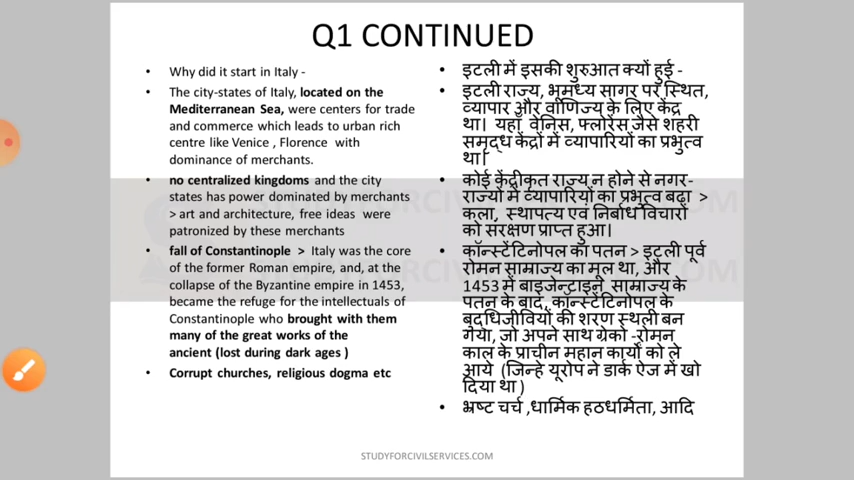 Q1 CONTINUED
• Why did it start in Italy -
• The city-states of Italy, located on the
Mediterranean Sea, were centers for trade
and commerce which leads to urban rich
centre like Venice , Florence with
dominance of merchants.
• no centralized kingdoms and the city
states has power dominated by merchants
> art and architecture, free ideas were
patronized by these merchants
• fall of Constantinople > Italy was the core
of the former Roman empire, and, at the
collapse of the Byzantine empire in 1453,
became the refuge for the intellectuals of
Constantinople who brought with them
many of the great works of the
ancient (lost during dark ages )
• Corrupt churches, religious dogma etc
• इटली में इसकी शुरुआत क्यों हुई -
• इटली राज्य, भूमध्य सागर पर स्थित,
व्यापार और वाणिज्य के लिए केंद्र
था। यहाँ वेनिस, फ्लोरेंस जैसे शहरी
समृद्ध केंद्रों में व्यापारियों का प्रभुत्व
था।
• कोई केंद्रीकृत राज्य न होने से नगर-
राज्यों में व्यापारियों का प्रभुत्व बढ़ा >
कला, स्थापत्य एवं निर्बाध विचारों
को संरक्षण प्राप्त हुआ।
• कॉन्स्टेंटिनोपल का पतन > इटली पूर्व
रोमन साम्राज्य का मूल था, और
1453 में बाइजेन्टाइन साम्राज्य के
पतन के बाद, कॉन्स्टेंटिनोपल के
बुद्धिजीवियों की शरण स्थली बन
गया, जो अपने साथ ग्रेको -रोमन
काल के प्राचीन महान कार्यों को ले
आये (जिन्हे यूरोप ने डार्क ऐज में खो
दिया था )
• भ्रष्ट चर्च ,धार्मिक हठधर्मिता, आदि
STUDYFORCIVILSERVICES.COM